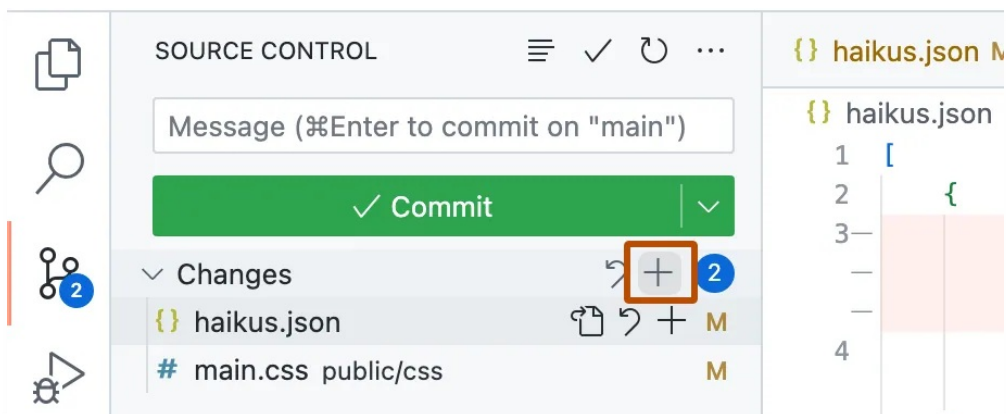 SOURCE CONTROL
Message (⌘Enter to commit on "main")
Commit
Changes 2
{} haikus.json M
# main.css public/css M
2
{} haikus.json M
{} haikus.json
1 [
2 {
3
4